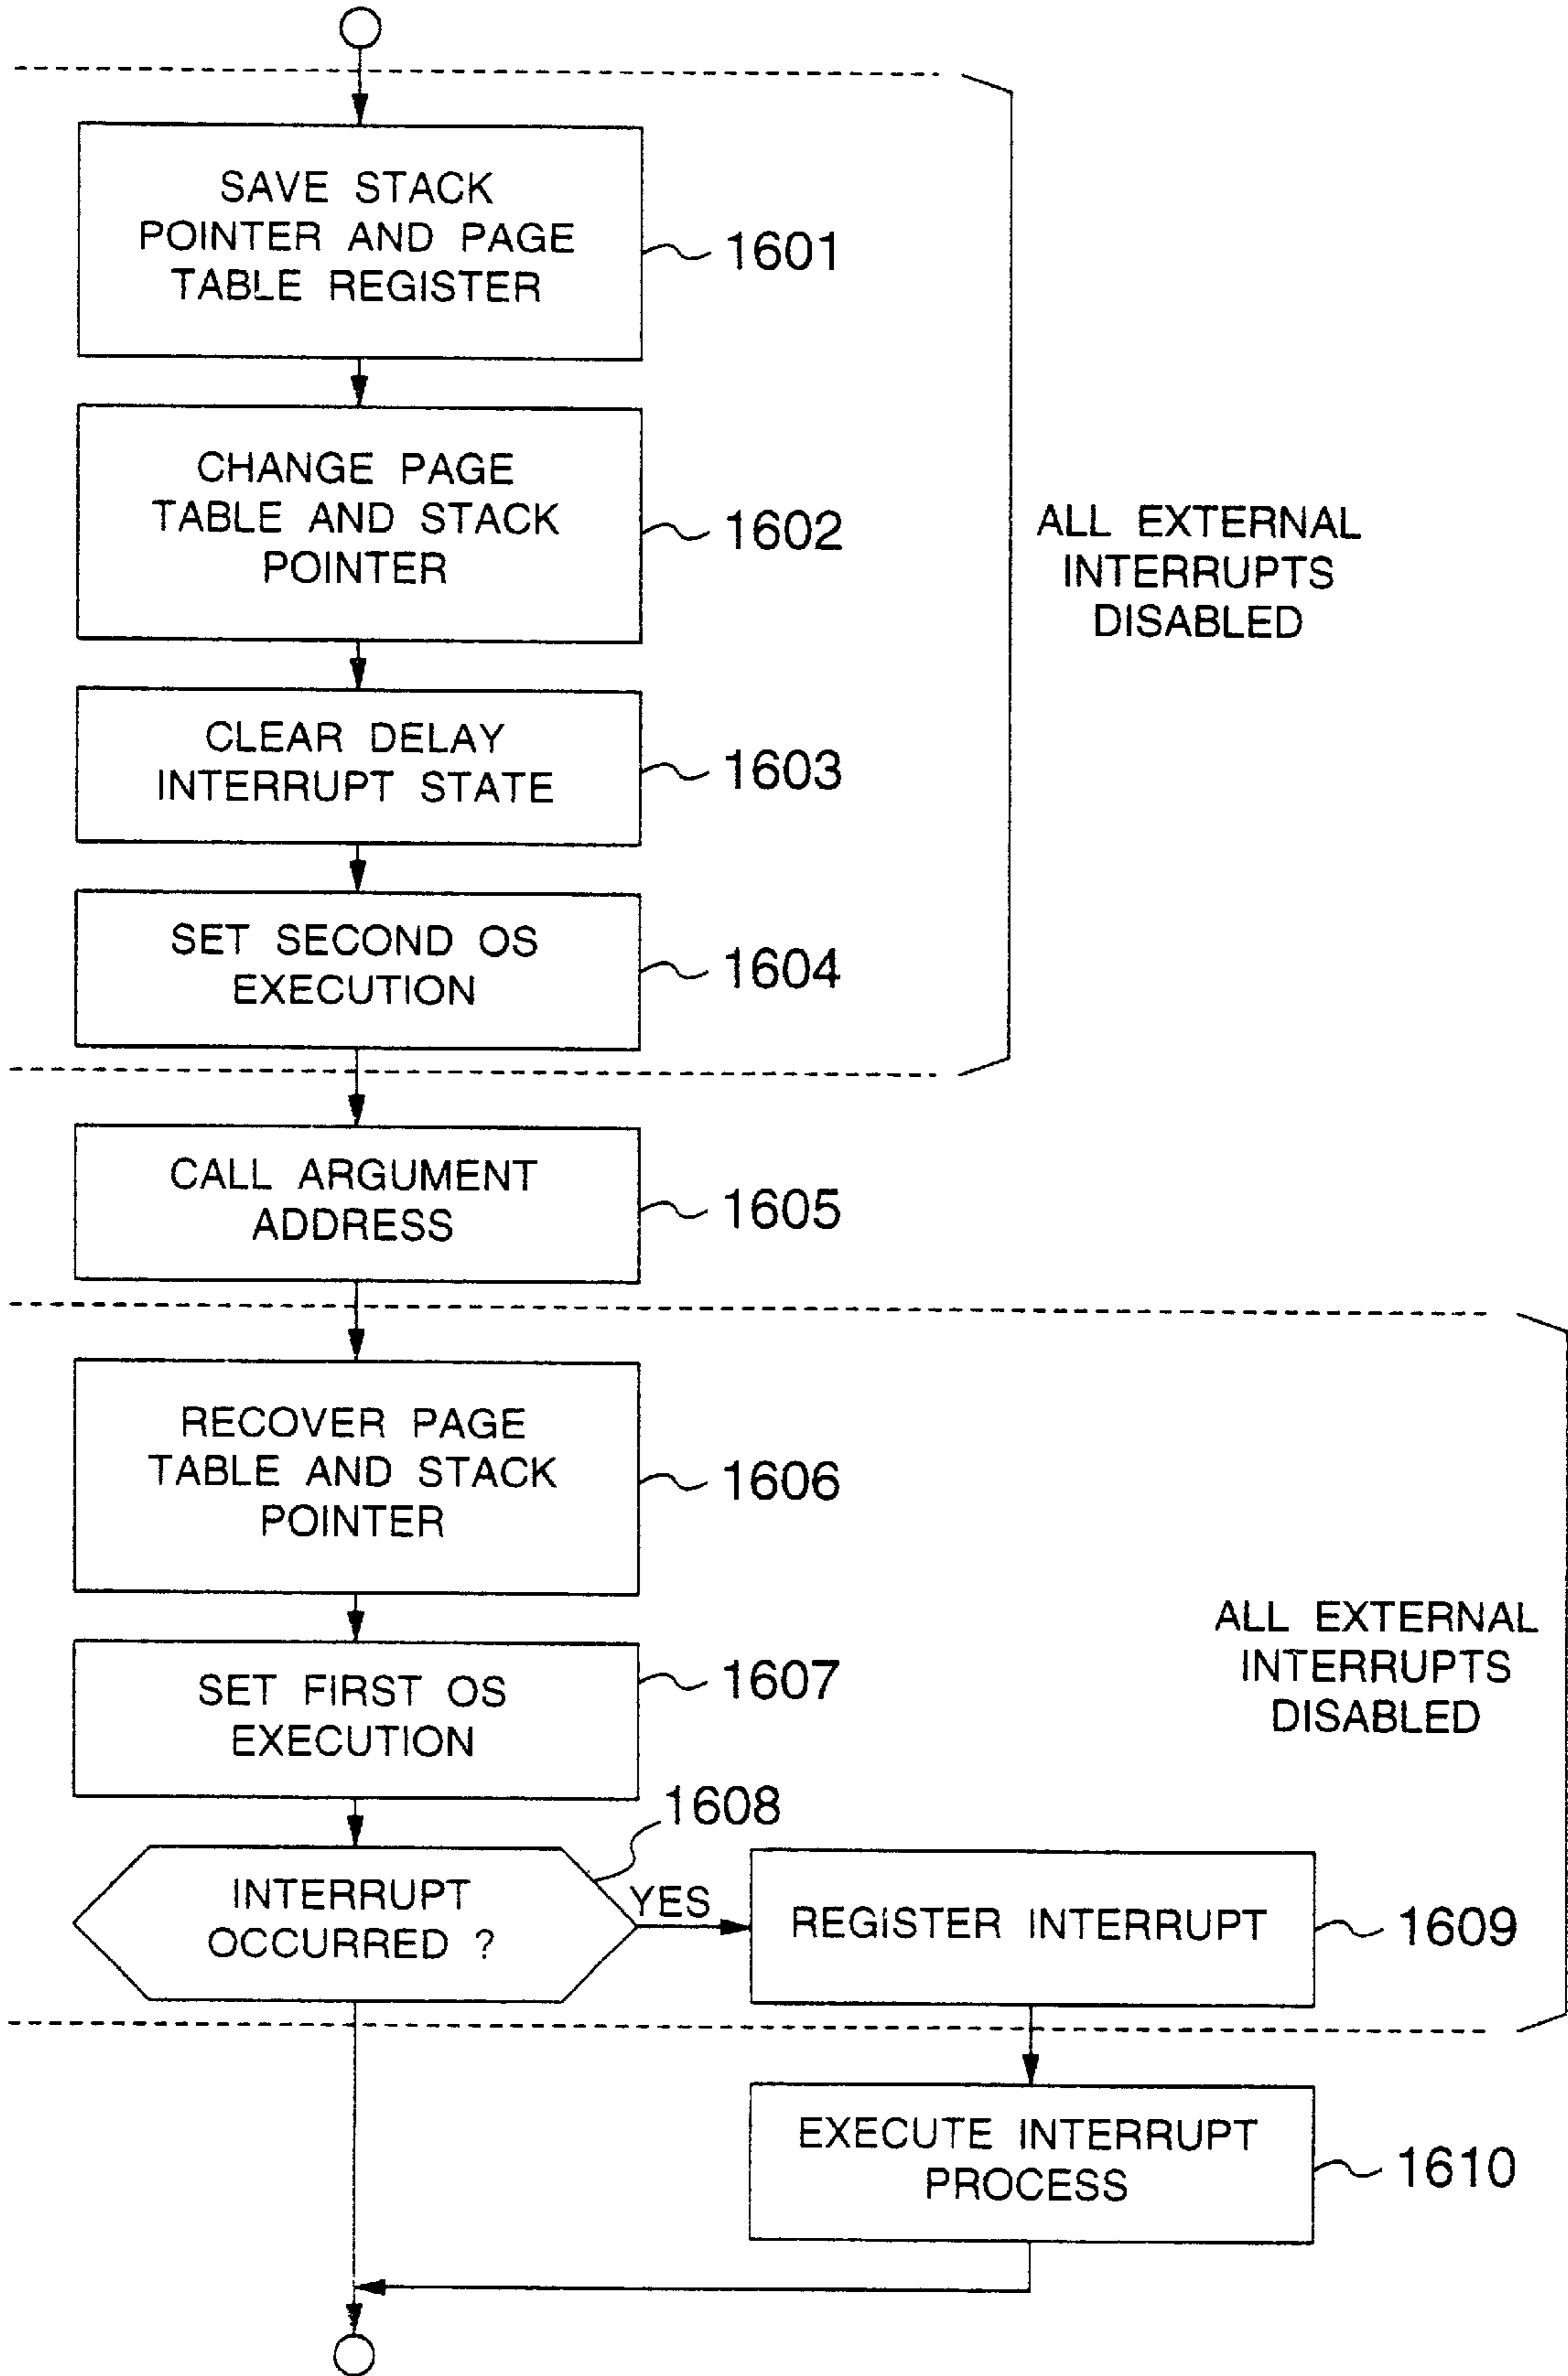 SAVE STACK
POINTER AND PAGE
TABLE REGISTER
1601
CHANGE PAGE
TABLE AND STACK
POINTER
1602
ALL EXTERNAL
INTERRUPTS
DISABLED
CLEAR DELAY
INTERRUPT STATE
1603
SET SECOND OS
EXECUTION
1604
CALL ARGUMENT
ADDRESS
1605
RECOVER PAGE
TABLE AND STACK
POINTER
1606
ALL EXTERNAL
INTERRUPTS
DISABLED
SET FIRST OS
EXECUTION
1607
INTERRUPT
OCCURRED ?
1608
YES
REGISTER INTERRUPT
1609
EXECUTE INTERRUPT
PROCESS
1610